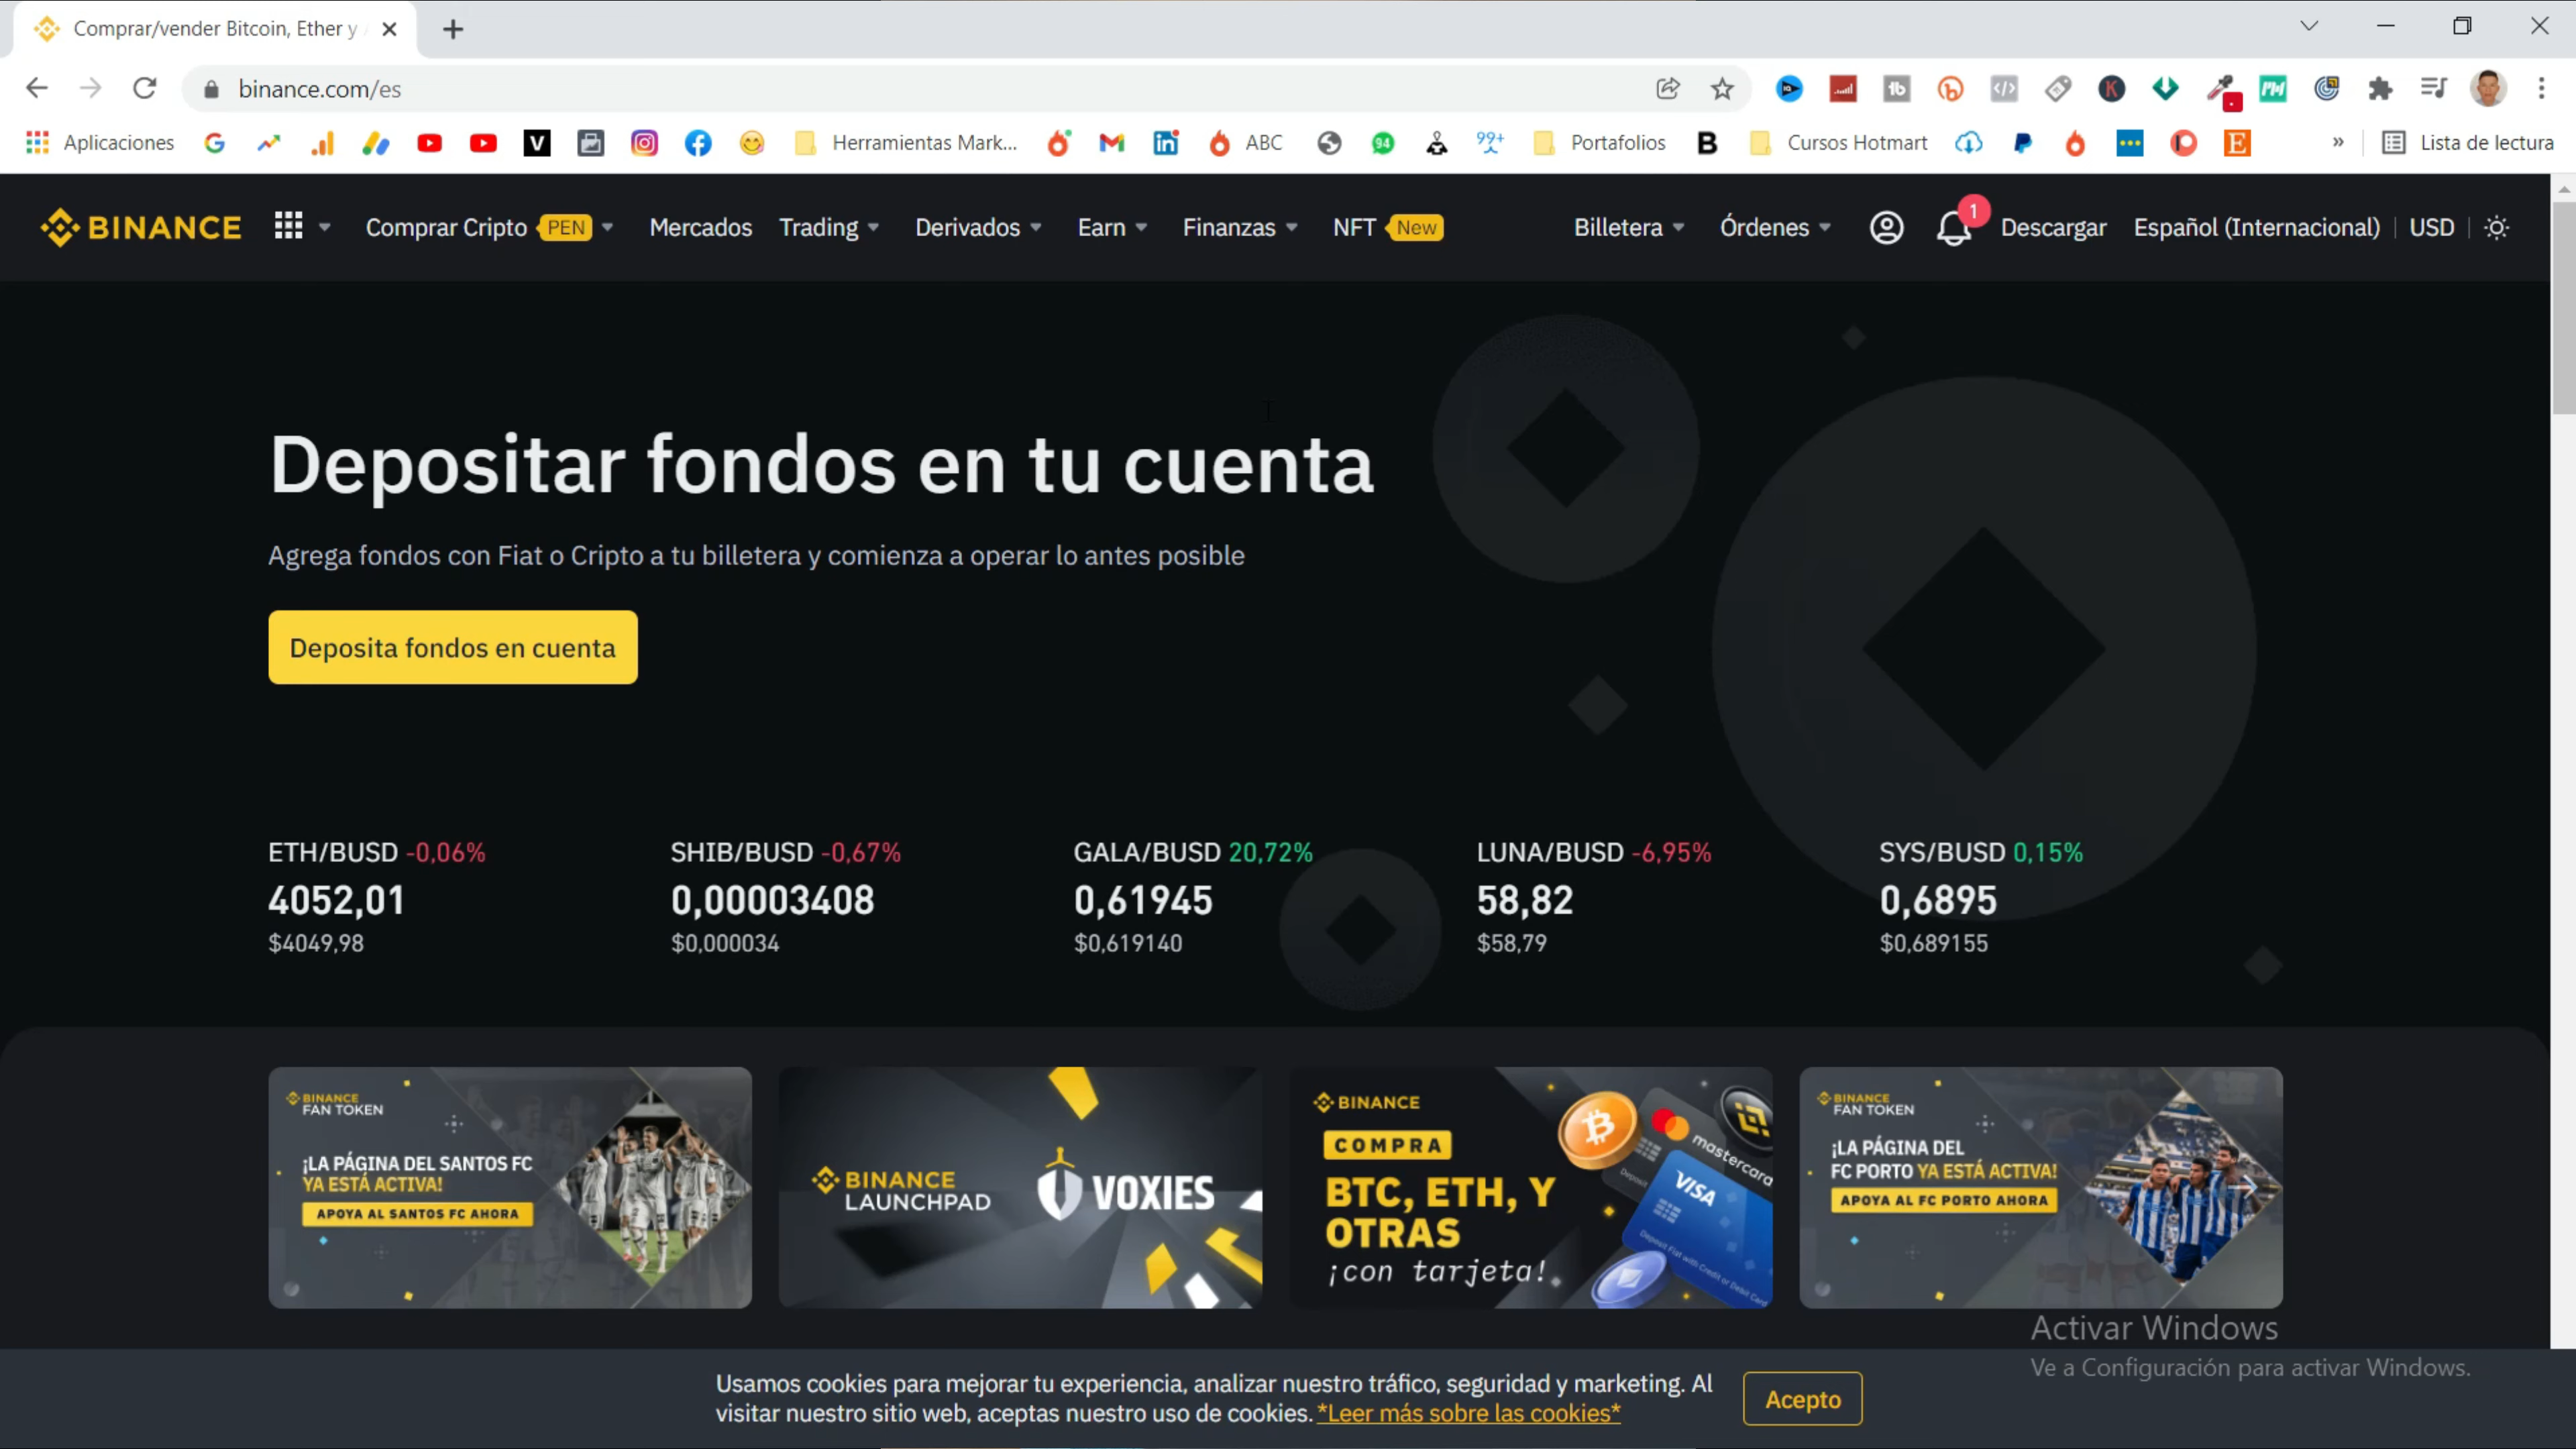 Comprar/vender Bitcoin, Ether y
binance.com/es
Aplicaciones
Herramientas Mark...
ABC
94
99+
Portafolios
Cursos Hotmart
Lista de lectura
BINANCE
Comprar Cripto PEN
Mercados
Trading
Derivados
Earn
Finanzas
NFT New
Billetera
Órdenes
1
Descargar
Español (Internacional)
USD
Depositar fondos en tu cuenta
Agrega fondos con Fiat o Cripto a tu billetera y comienza a operar lo antes posible
Deposita fondos en cuenta
ETH/BUSD -0,06%
4052,01
$4049,98
SHIB/BUSD -0,67%
0,00003408
$0,000034
GALA/BUSD 20,72%
0,61945
$0,619140
LUNA/BUSD -6,95%
58,82
$58,79
SYS/BUSD 0,15%
0,6895
$0,689155
BINANCE
FAN TOKEN
¡LA PÁGINA DEL SANTOS FC
YA ESTÁ ACTIVA!
APOYA AL SANTOS FC AHORA
BINANCE
LAUNCHPAD
VOXIES
BINANCE
COMPRA
BTC, ETH, Y
OTRAS
¡con tarjeta!
mastercard
VISA
Deposit Fiat with Credit or Debit Card
BINANCE
FAN TOKEN
¡LA PÁGINA DEL
FC PORTO YA ESTÁ ACTIVA!
APOYA AL FC PORTO AHORA
Activar Windows
Ve a Configuración para activar Windows.
Usamos cookies para mejorar tu experiencia, analizar nuestro tráfico, seguridad y marketing. Al
visitar nuestro sitio web, aceptas nuestro uso de cookies. *Leer más sobre las cookies*
Acepto